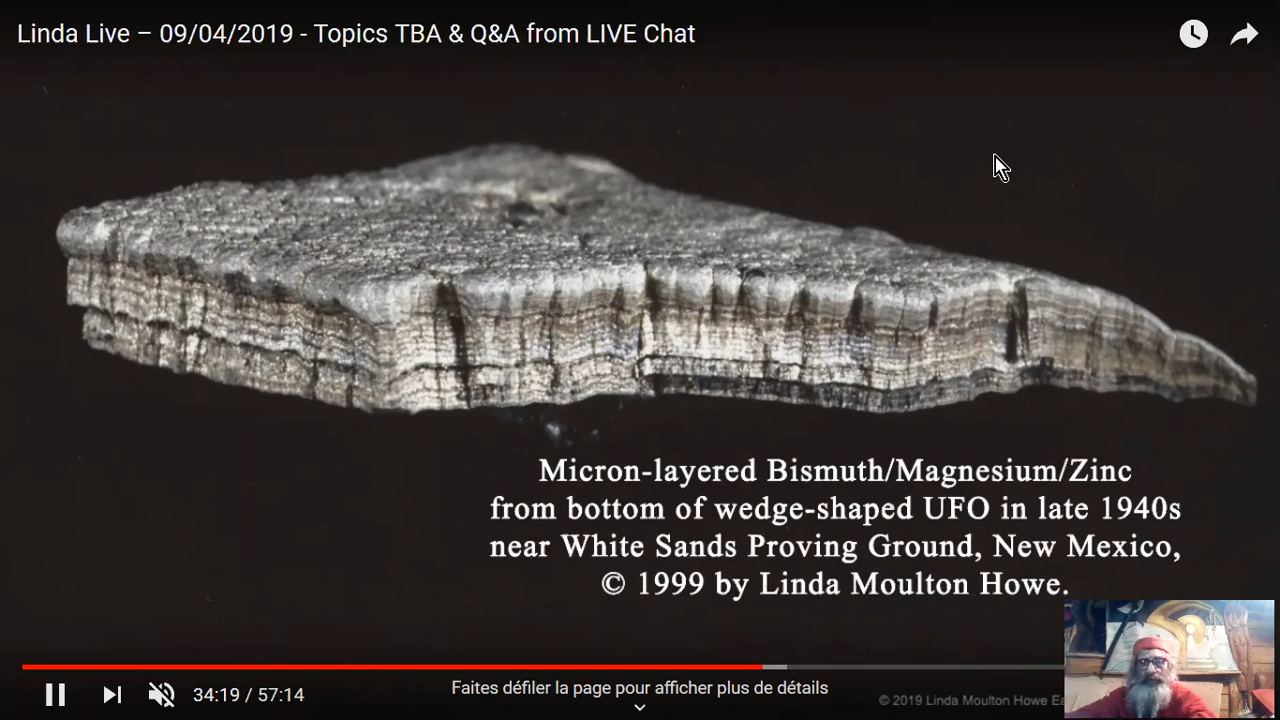 Linda Live – 09/04/2019 - Topics TBA & Q&A from LIVE Chat
Micron-layered Bismuth/Magnesium/Zinc
from bottom of wedge-shaped UFO in late 1940s
near White Sands Proving Ground, New Mexico,
© 1999 by Linda Moulton Howe.
34:19 / 57:14
Faites défiler la page pour afficher plus de détails
© 2019 Linda Moulton Howe Ea